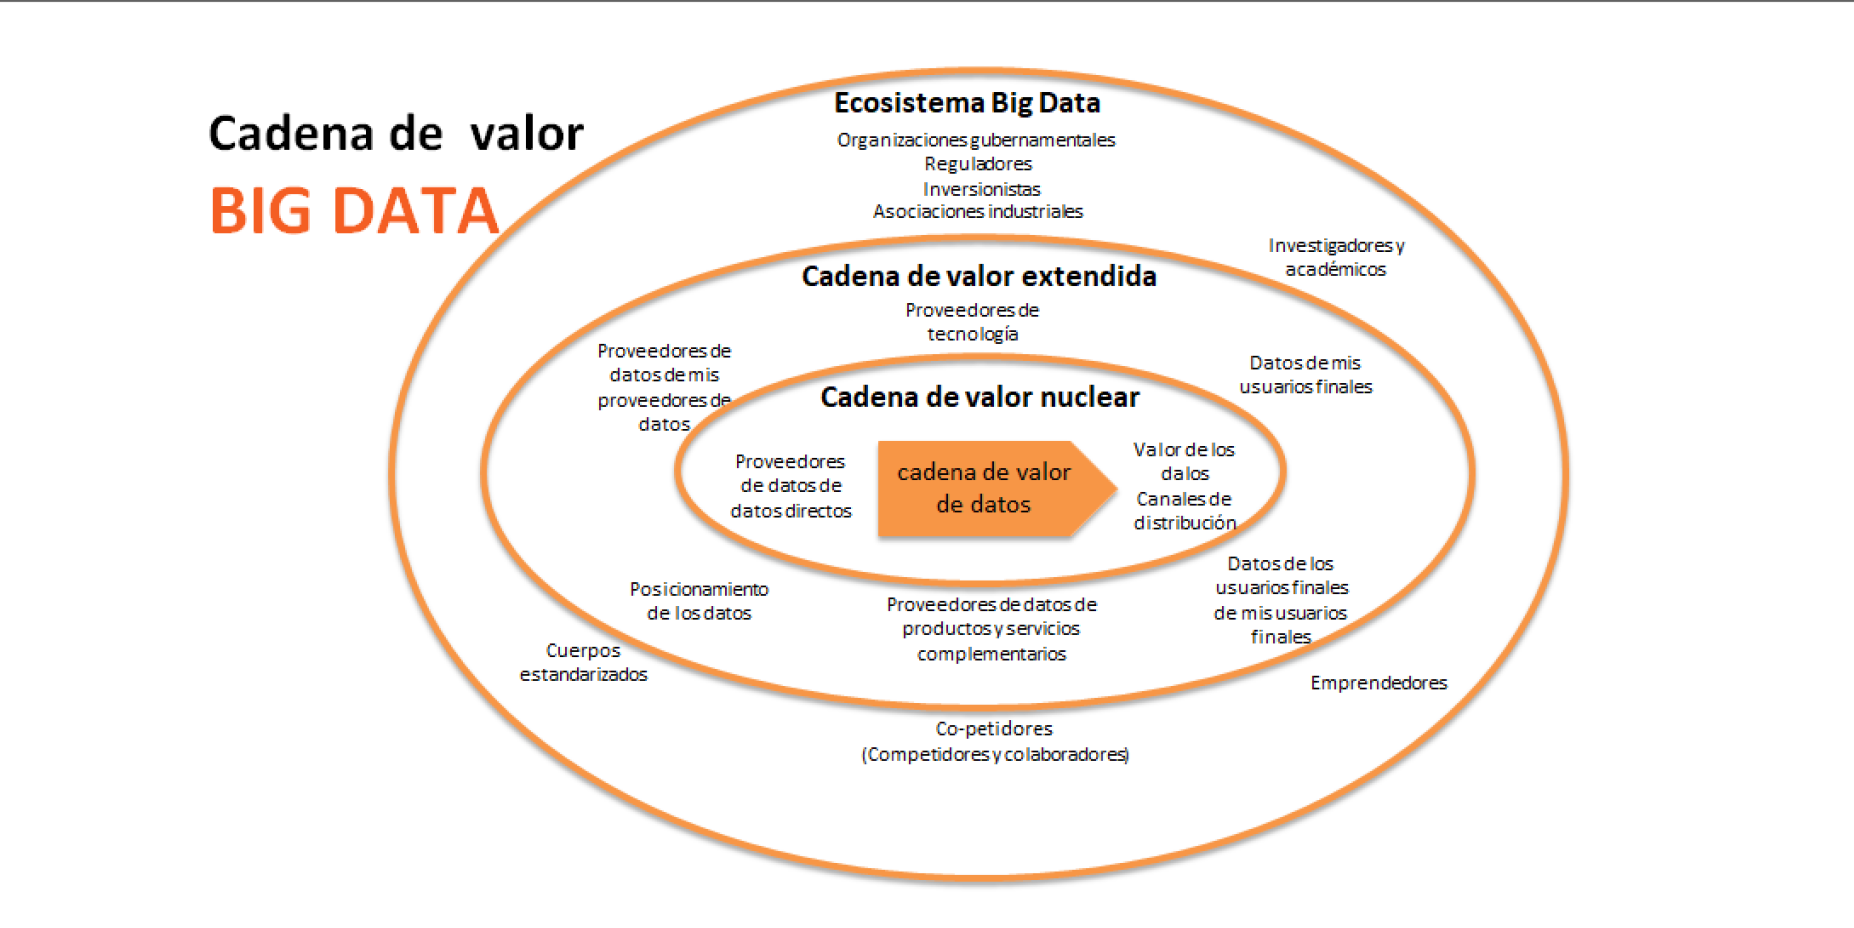 Cadena de valor
BIG DATA
Ecosistema Big Data
Organizaciones gubernamentales
Reguladores
Inversionistas
Asociaciones industriales
Investigadores y
académicos
Cadena de valor extendida
Proveedores de
tecnología
Proveedores de
datos de mis
proveedores de
datos
Datos de mis
usuarios finales
Cadena de valor nuclear
Proveedores
de datos de
datos directos
cadena de valor
de datos
Valor de los
dalos
Canales de
distribución
Posicionamiento
de los datos
Proveedores de datos de
productos y servicios
complementarios
Datos de los
usuarios finales
de mis usuarios
finales
Cuerpos
estandarizados
Emprendedores
Co-petidores
(Competidores y colaboradores)